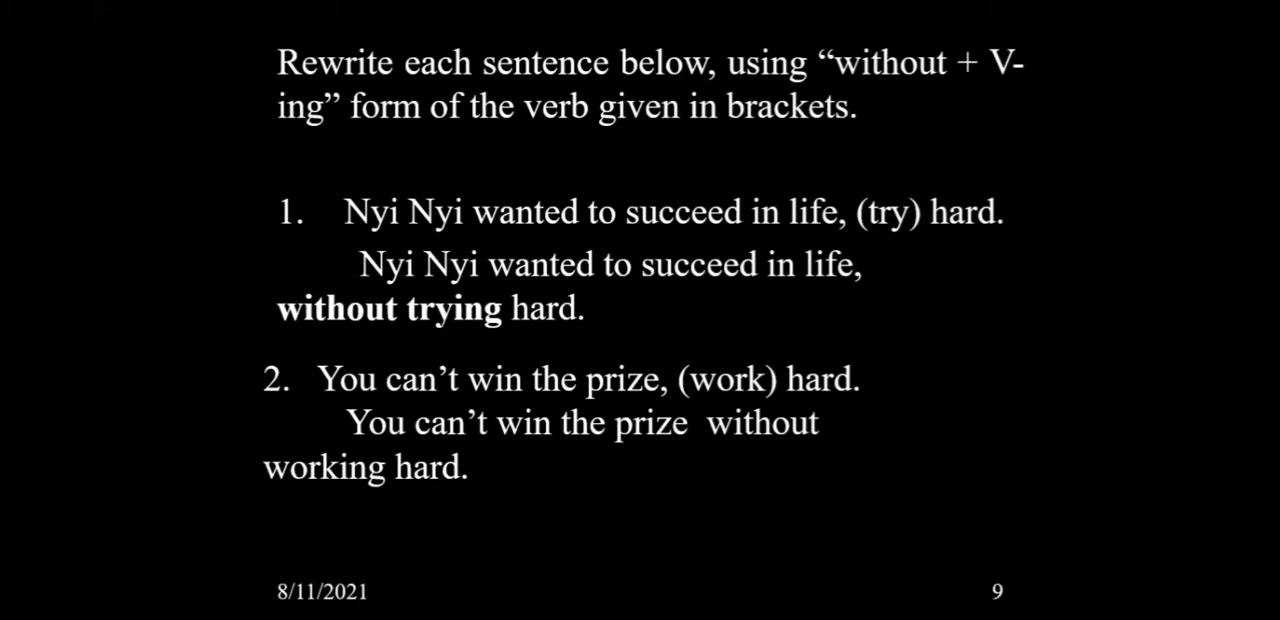 Rewrite each sentence below, using “without + V-
ing” form of the verb given in brackets.
1. Nyi Nyi wanted to succeed in life, (try) hard.
Nyi Nyi wanted to succeed in life,
without trying hard.
2. You can’t win the prize, (work) hard.
You can’t win the prize without
working hard.
8/11/2021 9